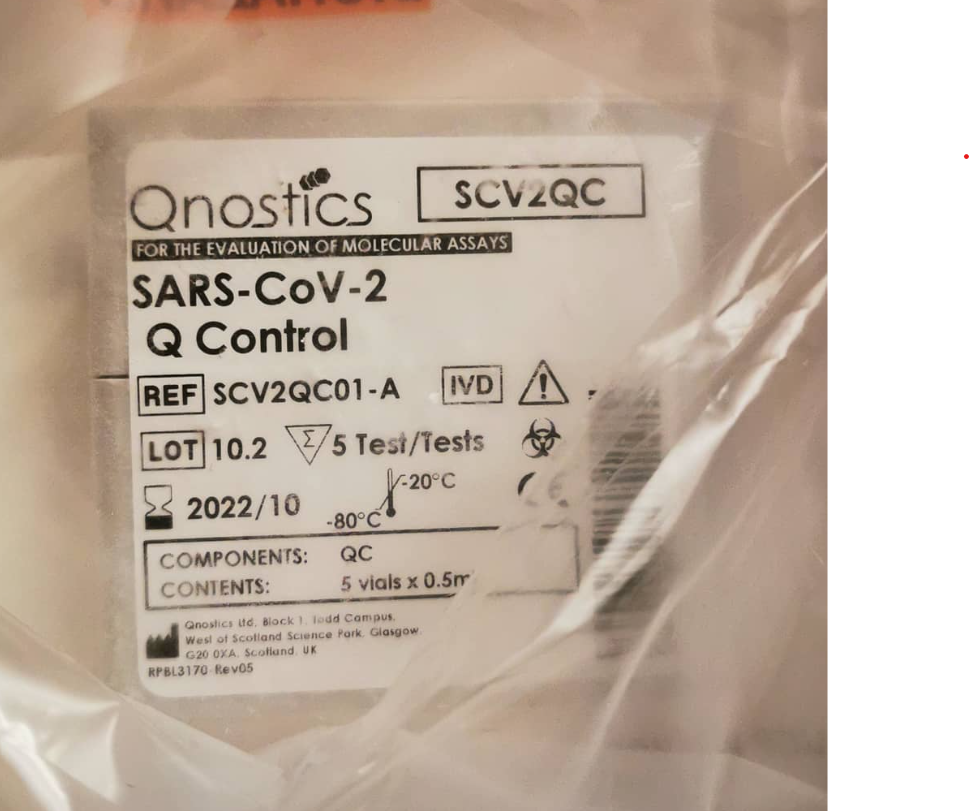 Qnostics SCV2QC
FOR THE EVALUATION OF MOLECULAR ASSAYS
SARS-CoV-2
Q Control
REF SCV2QC01-A IVD
LOT 10.2 Σ 5 Test/Tests
2022/10 -80°C -20°C CE
COMPONENTS: QC
CONTENTS: 5 vials x 0.5m
Qnostics Ltd, Block 1, Todd Campus,
West of Scotland Science Park, Glasgow,
G20 0XA, Scotland, UK
RPBL3170 Rev05